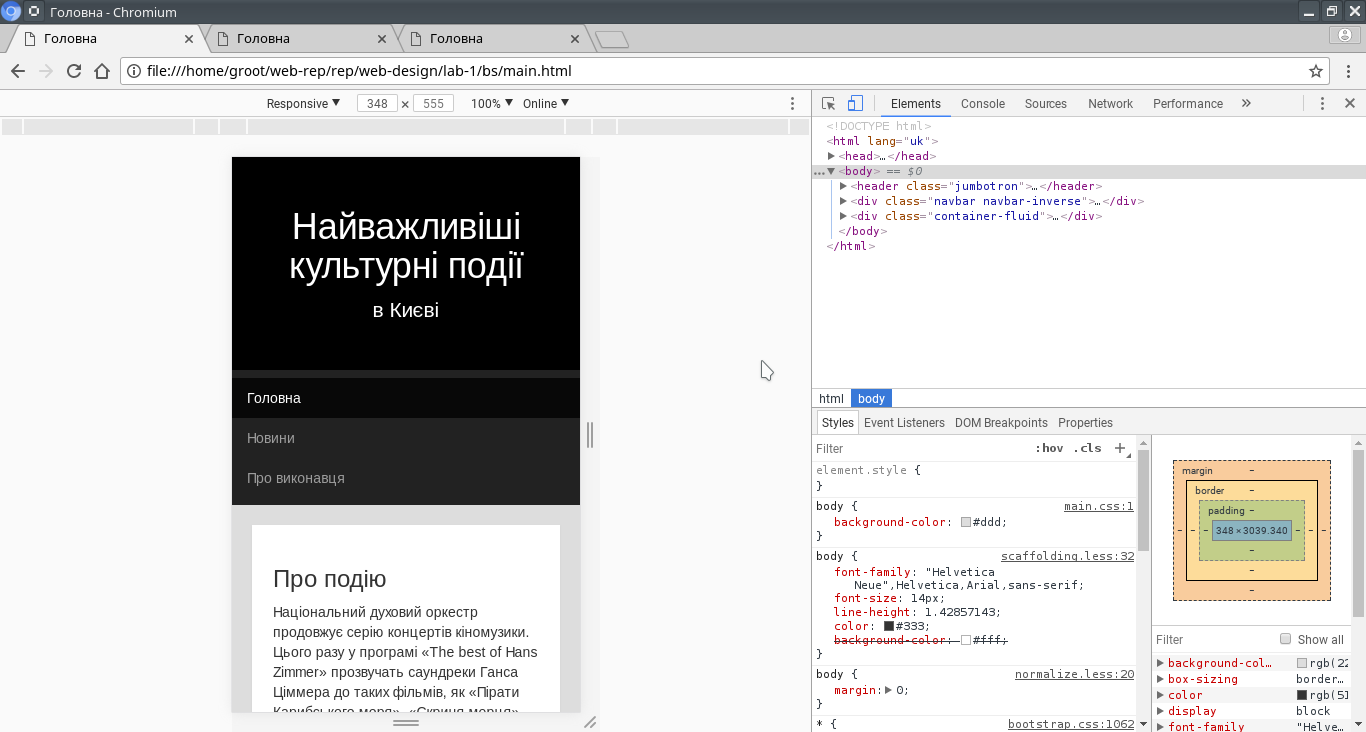 Головна - Chromium
Головна Головна Головна
file:///home/groot/web-rep/rep/web-design/lab-1/bs/main.html
Responsive 348 × 555 100% Online
Найважливіші
культурні події
в Києві
Головна
Новини
Про виконавця
Про подію
Національний духовий оркестр
продовжує серію концертів кіномузики.
Цього разу у програмі «The best of Hans
Zimmer» прозвучать саундреки Ганса
Ціммера до таких фільмів, як «Пірати
Карибського моря», «Скриня мерця»,
Elements Console Sources Network Performance »
<!DOCTYPE html>
<html lang="uk">
<head>…</head>
…<body> == $0
<header class="jumbotron">…</header>
<div class="navbar navbar-inverse">…</div>
<div class="container-fluid">…</div>
</body>
</html>
html body
Styles Event Listeners DOM Breakpoints Properties
Filter :hov .cls +
element.style {
}
body { main.css:1
background-color: #ddd;
}
body { scaffolding.less:32
font-family: "Helvetica
Neue",Helvetica,Arial,sans-serif;
font-size: 14px;
line-height: 1.42857143;
color: #333;
background-color: #fff;
}
body { normalize.less:20
margin: 0;
}
* { bootstrap.css:1062
margin -
border -
padding -
- - - 348 × 3039.340 - - -
-
-
-
Filter Show all
background-col… rgb(22
box-sizing border…
color rgb(51
display block
font-family "Helve…